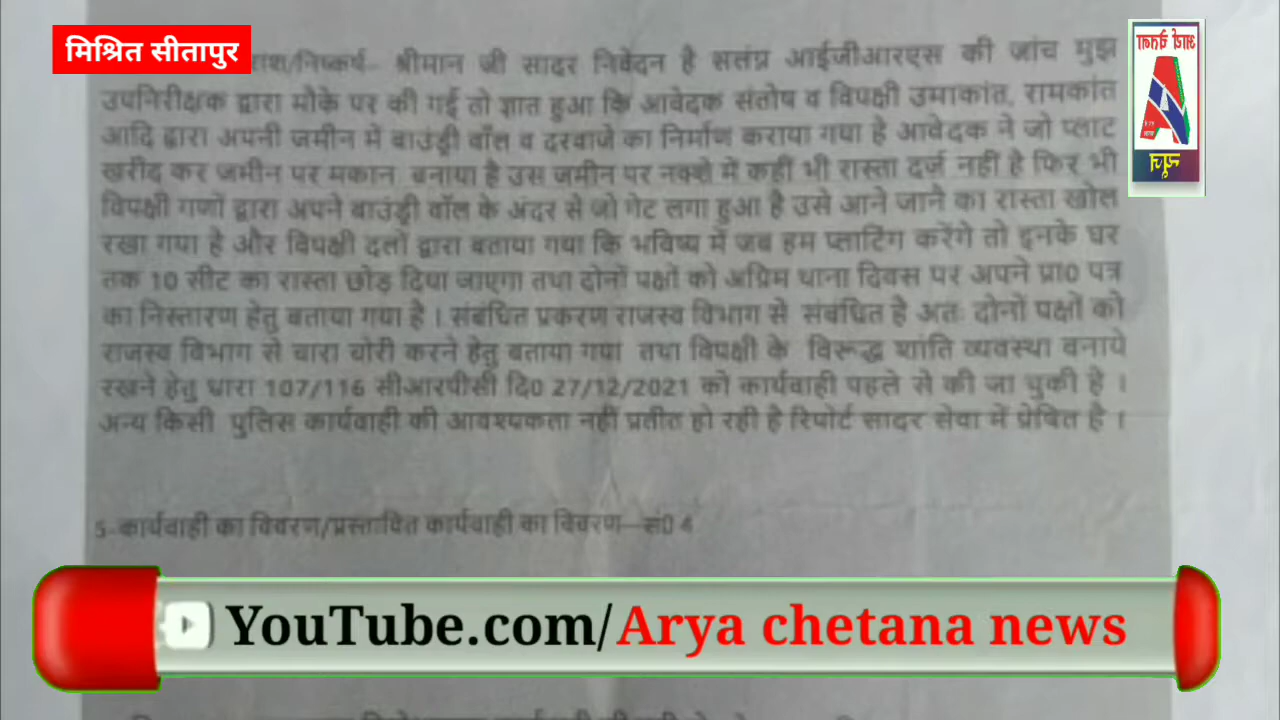 मिश्रित सीतापुर
राश/निष्कर्ष– श्रीमान जी सादर निवेदन है सलंग्न आईजीआरएस की जांच मुझ
उपनिरीक्षक द्वारा मौके पर की गई तो ज्ञात हुआ कि आवेदक संतोष व विपक्षी उमाकांत, रामकांत
आदि द्वारा अपनी जमीन में बाउंड्री वॉल व दरवाजे का निर्माण कराया गया है आवेदक ने जो प्लाट
खरीद कर जमीन पर मकान बनाया है उस जमीन पर नक्शे में कहीं भी रास्ता दर्ज नहीं है फिर भी
विपक्षी गणों द्वारा अपने बाउंड्री वॉल के अंदर से जो गेट लगा हुआ है उसे आने जाने का रास्ता खोल
रखा गया है और विपक्षी दलों द्वारा बताया गया कि भविष्य में जब हम प्लाटिंग करेंगे तो इनके घर
तक 10 सीट का रास्ता छोड़ दिया जाएगा तथा दोनों पक्षों को अग्रिम थाना दिवस पर अपने प्रा0 पत्र
का निस्तारण हेतु बताया गया है । संबंधित प्रकरण राजस्व विभाग से संबंधित है अतः दोनों पक्षों को
राजस्व विभाग से चारा चोरी करने हेतु बताया गया तथा विपक्षी के विरूद्ध शांति व्यवस्था बनाये
रखने हेतु धारा 107/116 सीआरपीसी दि0 27/12/2021 को कार्यवाही पहले से की जा चुकी है ।
अन्य किसी पुलिस कार्यवाही की आवश्यकता नहीं प्रतीत हो रही है रिपोर्ट सादर सेवा में प्रेषित है ।
5–कार्यवाही का विवरण/प्रस्तावित कार्यवाही का विवरण–सं0 4
YouTube.com/Arya chetana news